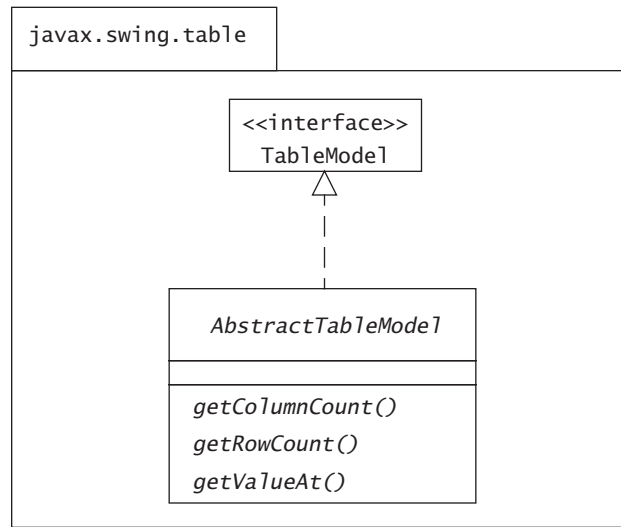 javax.swing.table
<<interface>>
TableModel
AbstractTableModel
getColumnCount()
getRowCount()
getValueAt()